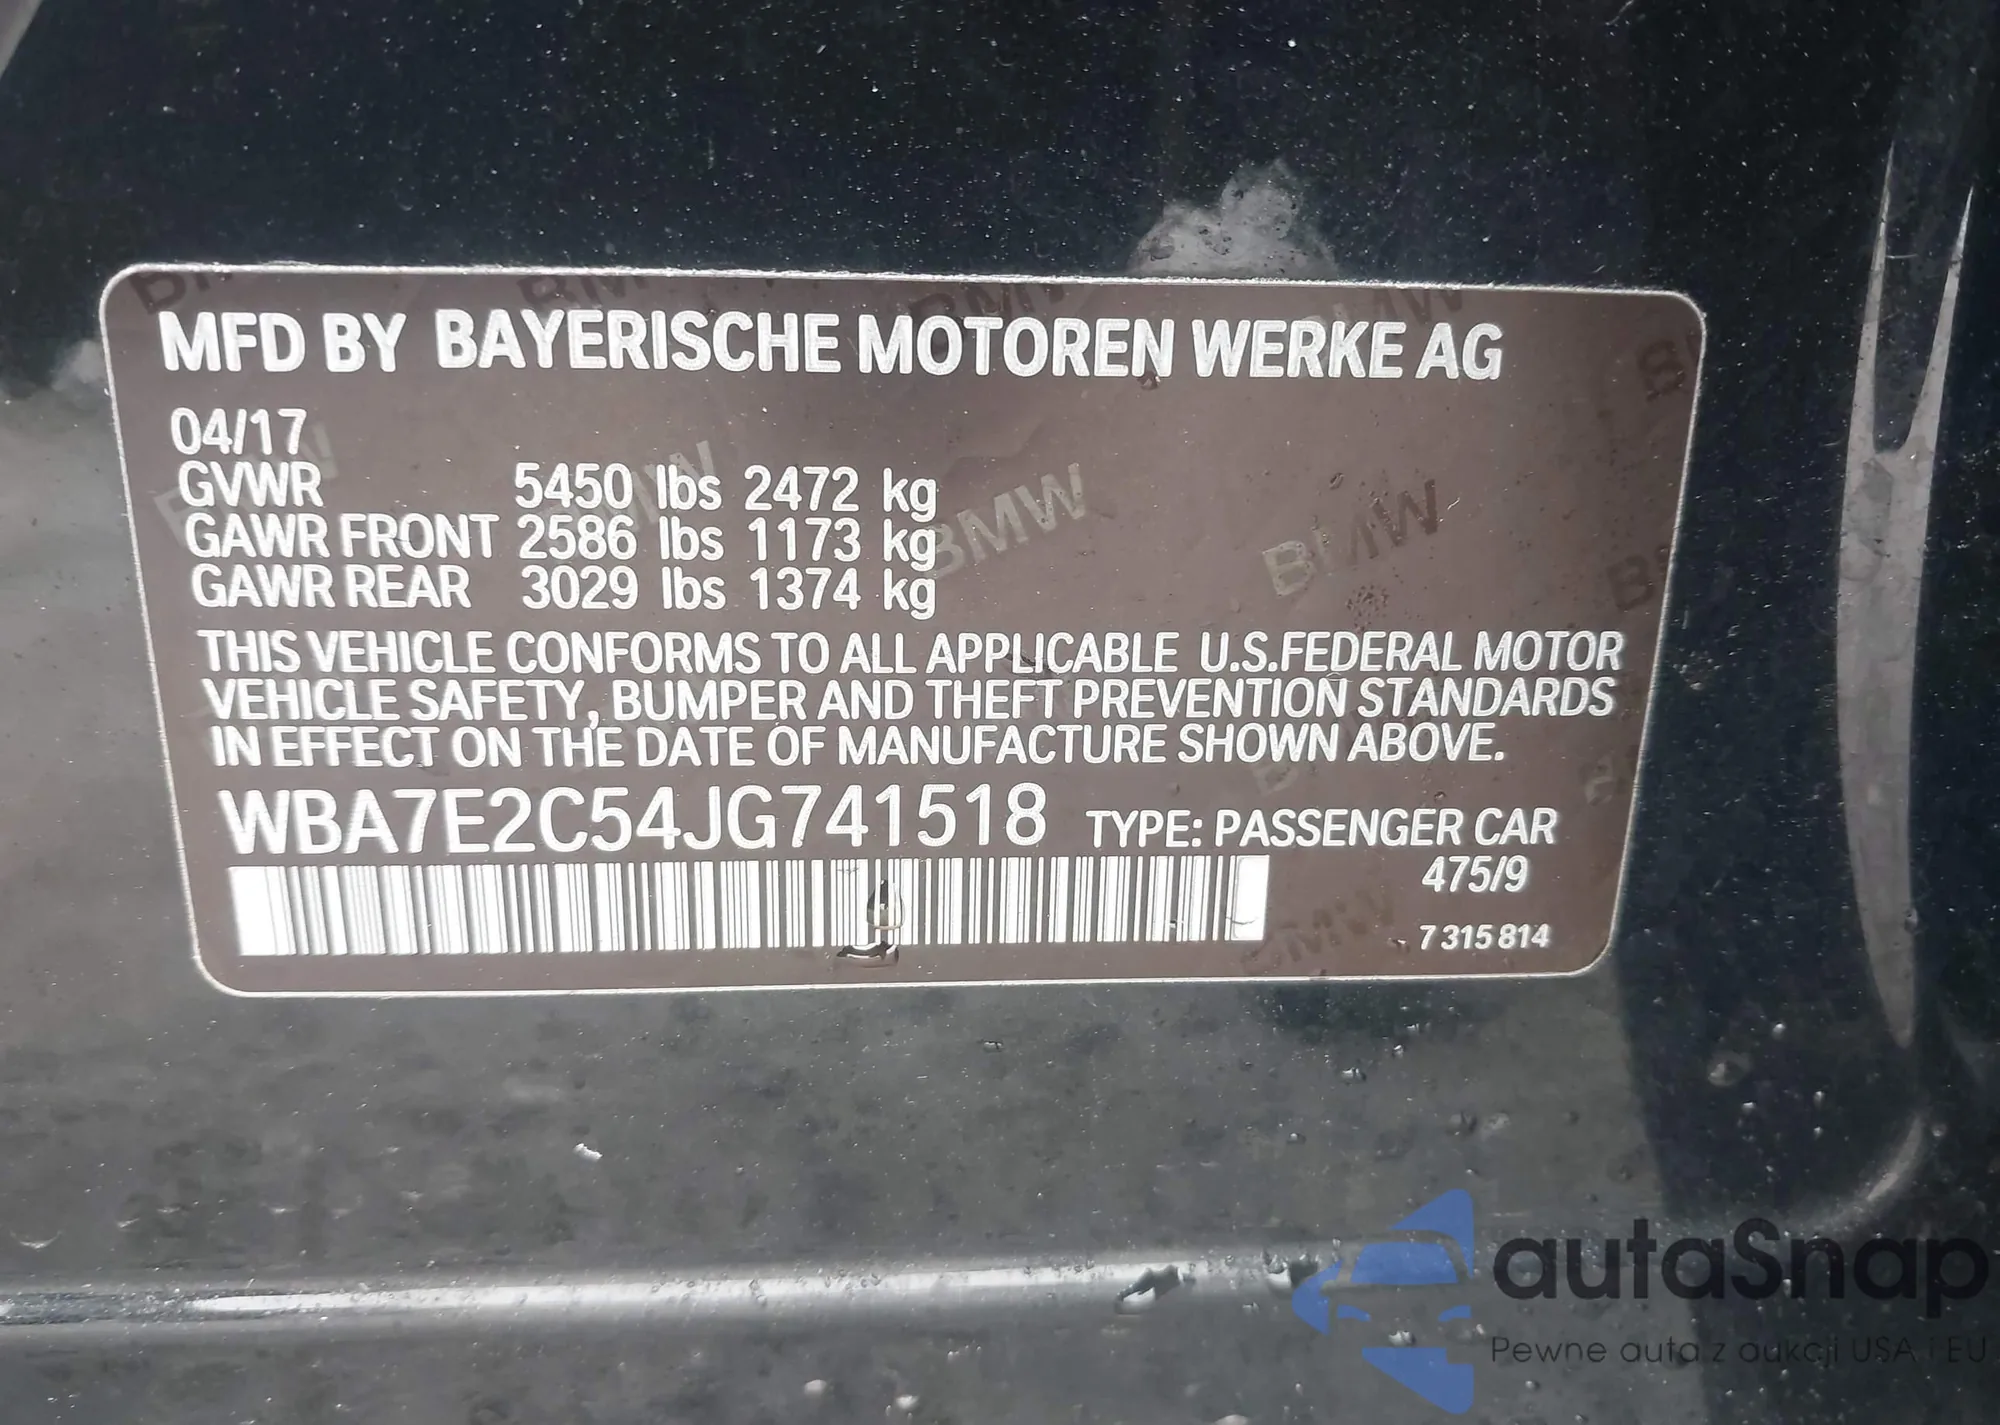 MFD BY BAYERISCHE MOTOREN WERKE AG
04/17
GVWR 5450 lbs 2472 kg
GAWR FRONT 2586 lbs 1173 kg
GAWR REAR 3029 lbs 1374 kg
THIS VEHICLE CONFORMS TO ALL APPLICABLE U.S.FEDERAL MOTOR
VEHICLE SAFETY, BUMPER AND THEFT PREVENTION STANDARDS
IN EFFECT ON THE DATE OF MANUFACTURE SHOWN ABOVE.
WBA7E2C54JG741518 TYPE: PASSENGER CAR
475/9
7 315 814
autaSnap
Pewne auta z aukcji USA i EU